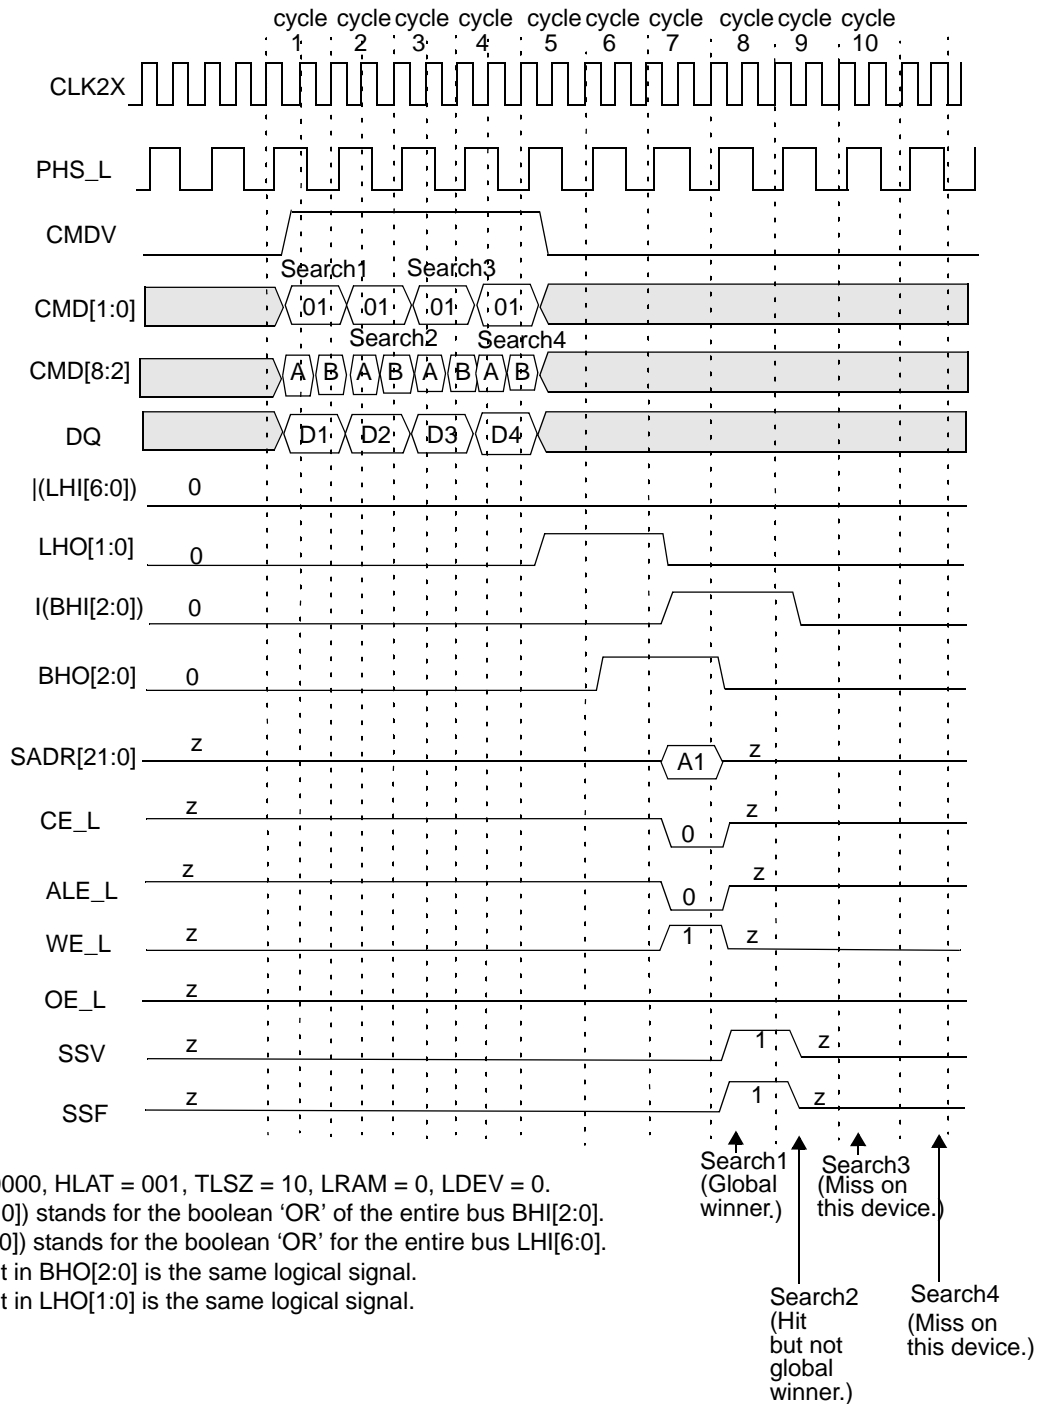 cycle cycle cycle cycle cycle cycle cycle cycle cycle cycle
1 2 3 4 5 6 7 8 9 10
CLK2X
PHS_L
CMDV
Search1 Search3
CMD[1:0] 01 01 01 01
Search2 Search4
CMD[8:2] A B A B A B A B
DQ D1 D2 D3 D4
|(LHI[6:0]) 0
LHO[1:0] 0
I(BHI[2:0]) 0
BHO[2:0] 0
SADR[21:0] z A1 z
CE_L z 0 z
ALE_L z 0 z
WE_L z 1 z
OE_L z
SSV z 1 z
SSF z 1 z
Search1
(Global
winner.)
Search3
(Miss on
this device.)
000, HLAT = 001, TLSZ = 10, LRAM = 0, LDEV = 0.
0]) stands for the boolean ‘OR’ of the entire bus BHI[2:0].
0]) stands for the boolean ‘OR’ for the entire bus LHI[6:0].
t in BHO[2:0] is the same logical signal.
t in LHO[1:0] is the same logical signal.
Search2
(Hit
but not
global
winner.)
Search4
(Miss on
this device.)